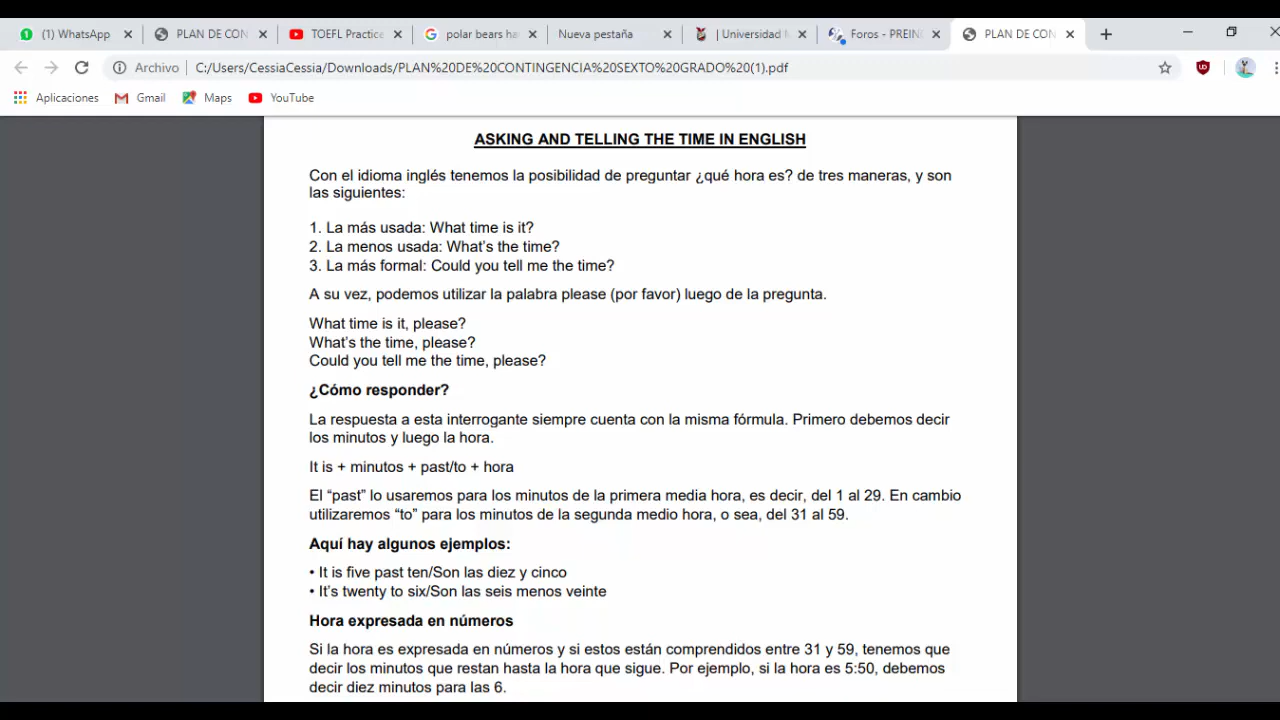 (1) WhatsApp
PLAN DE CON
TOEFL Practice
polar bears ha
Nueva pestaña
| Universidad
Foros - PREIN
PLAN DE CON
Archivo
C:/Users/CessiaCessia/Downloads/PLAN%20DE%20CONTINGENCIA%20SEXTO%20GRADO%20(1).pdf
Aplicaciones
Gmail
Maps
YouTube
ASKING AND TELLING THE TIME IN ENGLISH
Con el idioma inglés tenemos la posibilidad de preguntar ¿qué hora es? de tres maneras, y son
las siguientes:
1. La más usada: What time is it?
2. La menos usada: What's the time?
3. La más formal: Could you tell me the time?
A su vez, podemos utilizar la palabra please (por favor) luego de la pregunta.
What time is it, please?
What's the time, please?
Could you tell me the time, please?
¿Cómo responder?
La respuesta a esta interrogante siempre cuenta con la misma fórmula. Primero debemos decir
los minutos y luego la hora.
It is + minutos + past/to + hora
El “past” lo usaremos para los minutos de la primera media hora, es decir, del 1 al 29. En cambio
utilizaremos “to” para los minutos de la segunda medio hora, o sea, del 31 al 59.
Aquí hay algunos ejemplos:
• It is five past ten/Son las diez y cinco
• It's twenty to six/Son las seis menos veinte
Hora expresada en números
Si la hora es expresada en números y si estos están comprendidos entre 31 y 59, tenemos que
decir los minutos que restan hasta la hora que sigue. Por ejemplo, si la hora es 5:50, debemos
decir diez minutos para las 6.